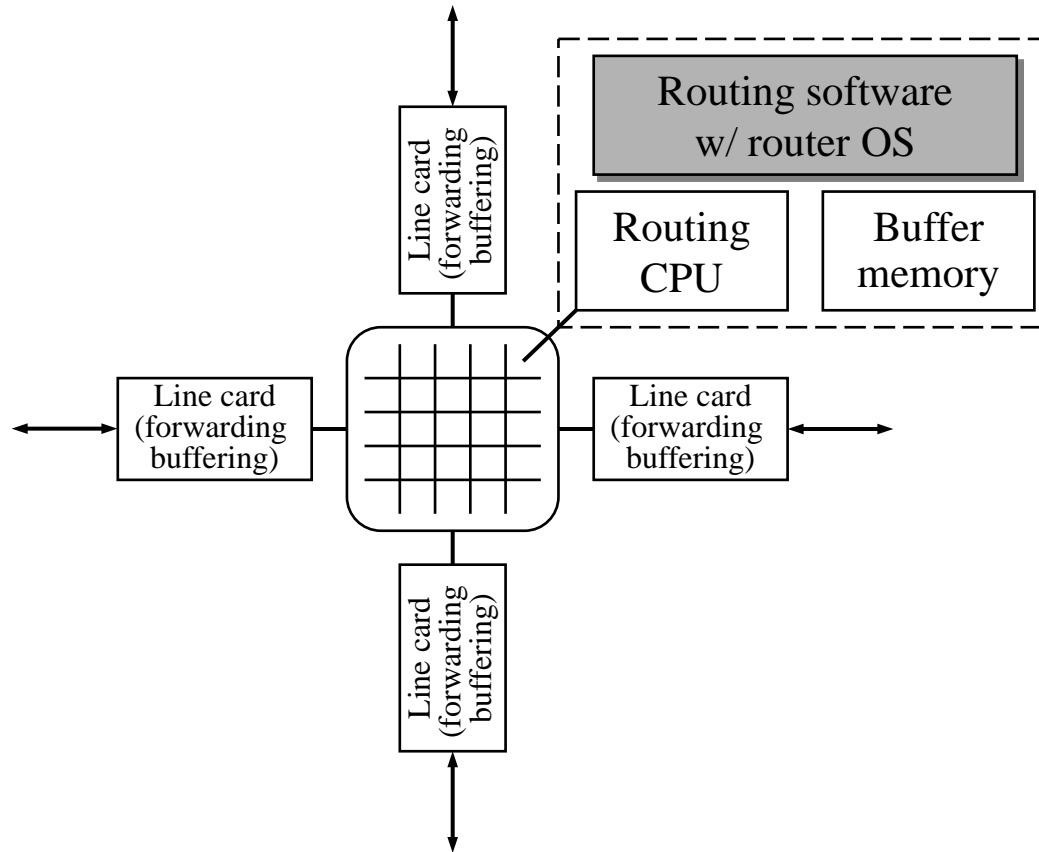 Routing software
w/ router OS
Routing
CPU
Buffer
memory
Line card
(forwarding
buffering)
Line card
(forwarding
buffering)
Line card
(forwarding
buffering)
Line card
(forwarding
buffering)